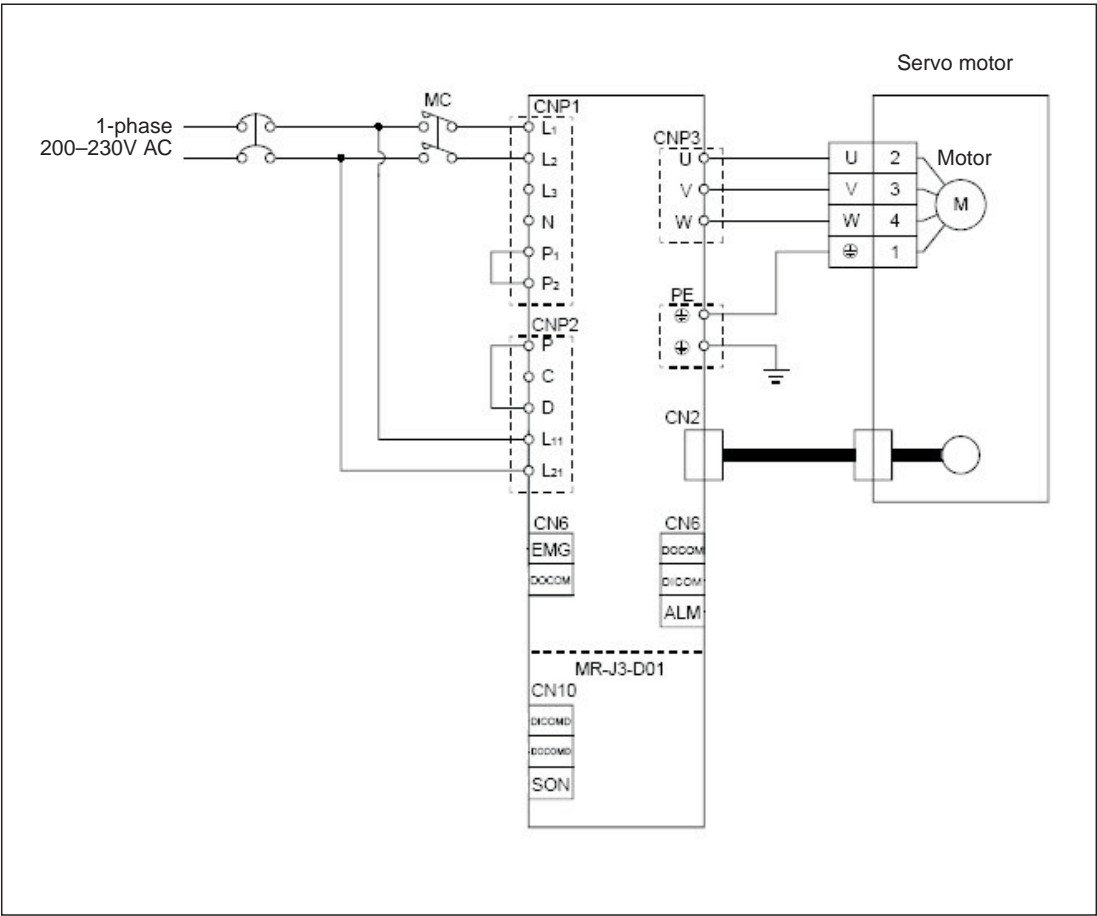 Servo motor
1-phase
200–230V AC
MC
CNP1
L1
L2
L3
N
P1
P2
CNP2
P
C
D
L11
L21
CNP3
U
V
W
PE
CN2
U 2
V 3
W 4
1
Motor
M
CN6
EMG
DOCOM
CN6
DOCOM
DICOM
ALM
MR-J3-D01
CN10
DICOMD
DOCOMD
SON